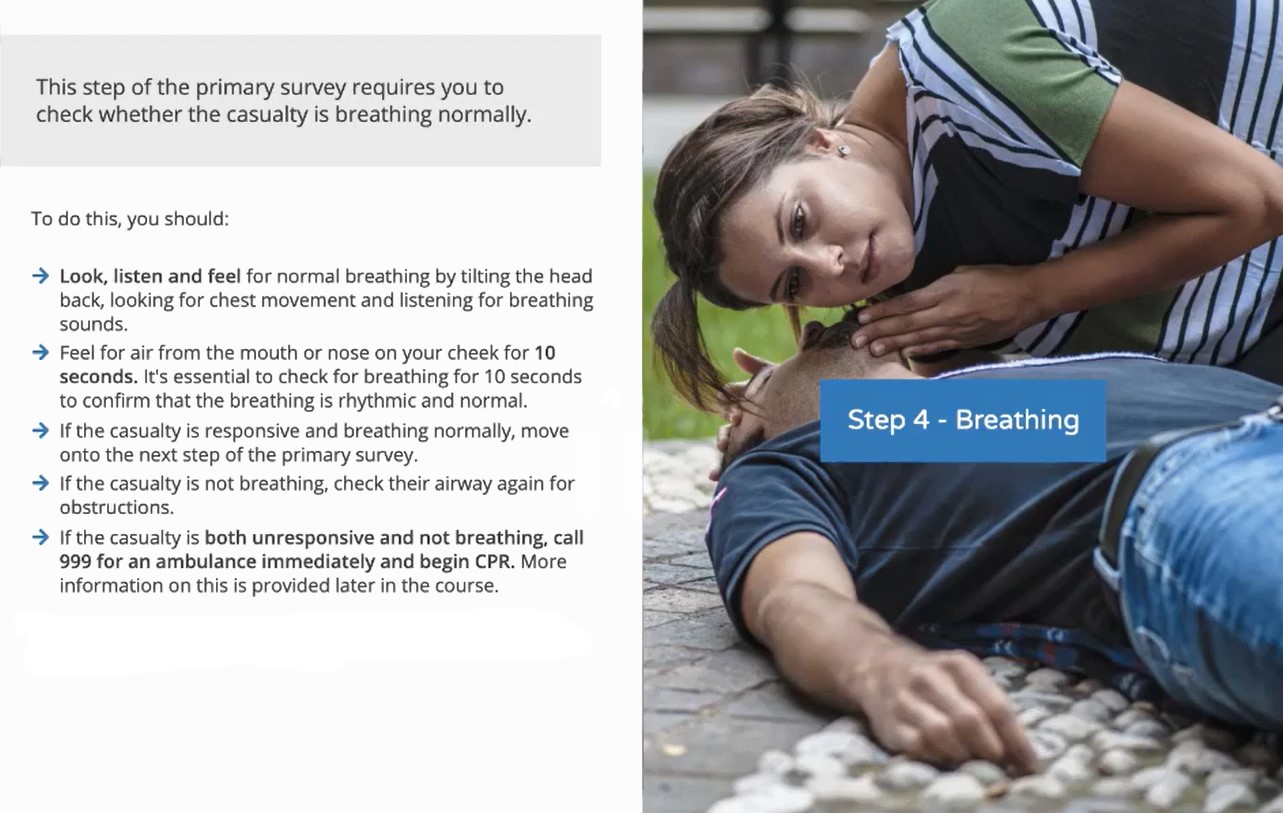 This step of the primary survey requires you to
check whether the casualty is breathing normally.
To do this, you should:
→ Look, listen and feel for normal breathing by tilting the head
back, looking for chest movement and listening for breathing
sounds.
→ Feel for air from the mouth or nose on your cheek for 10
seconds. It's essential to check for breathing for 10 seconds
to confirm that the breathing is rhythmic and normal.
→ If the casualty is responsive and breathing normally, move
onto the next step of the primary survey.
→ If the casualty is not breathing, check their airway again for
obstructions.
→ If the casualty is both unresponsive and not breathing, call
999 for an ambulance immediately and begin CPR. More
information on this is provided later in the course.
Step 4 - Breathing